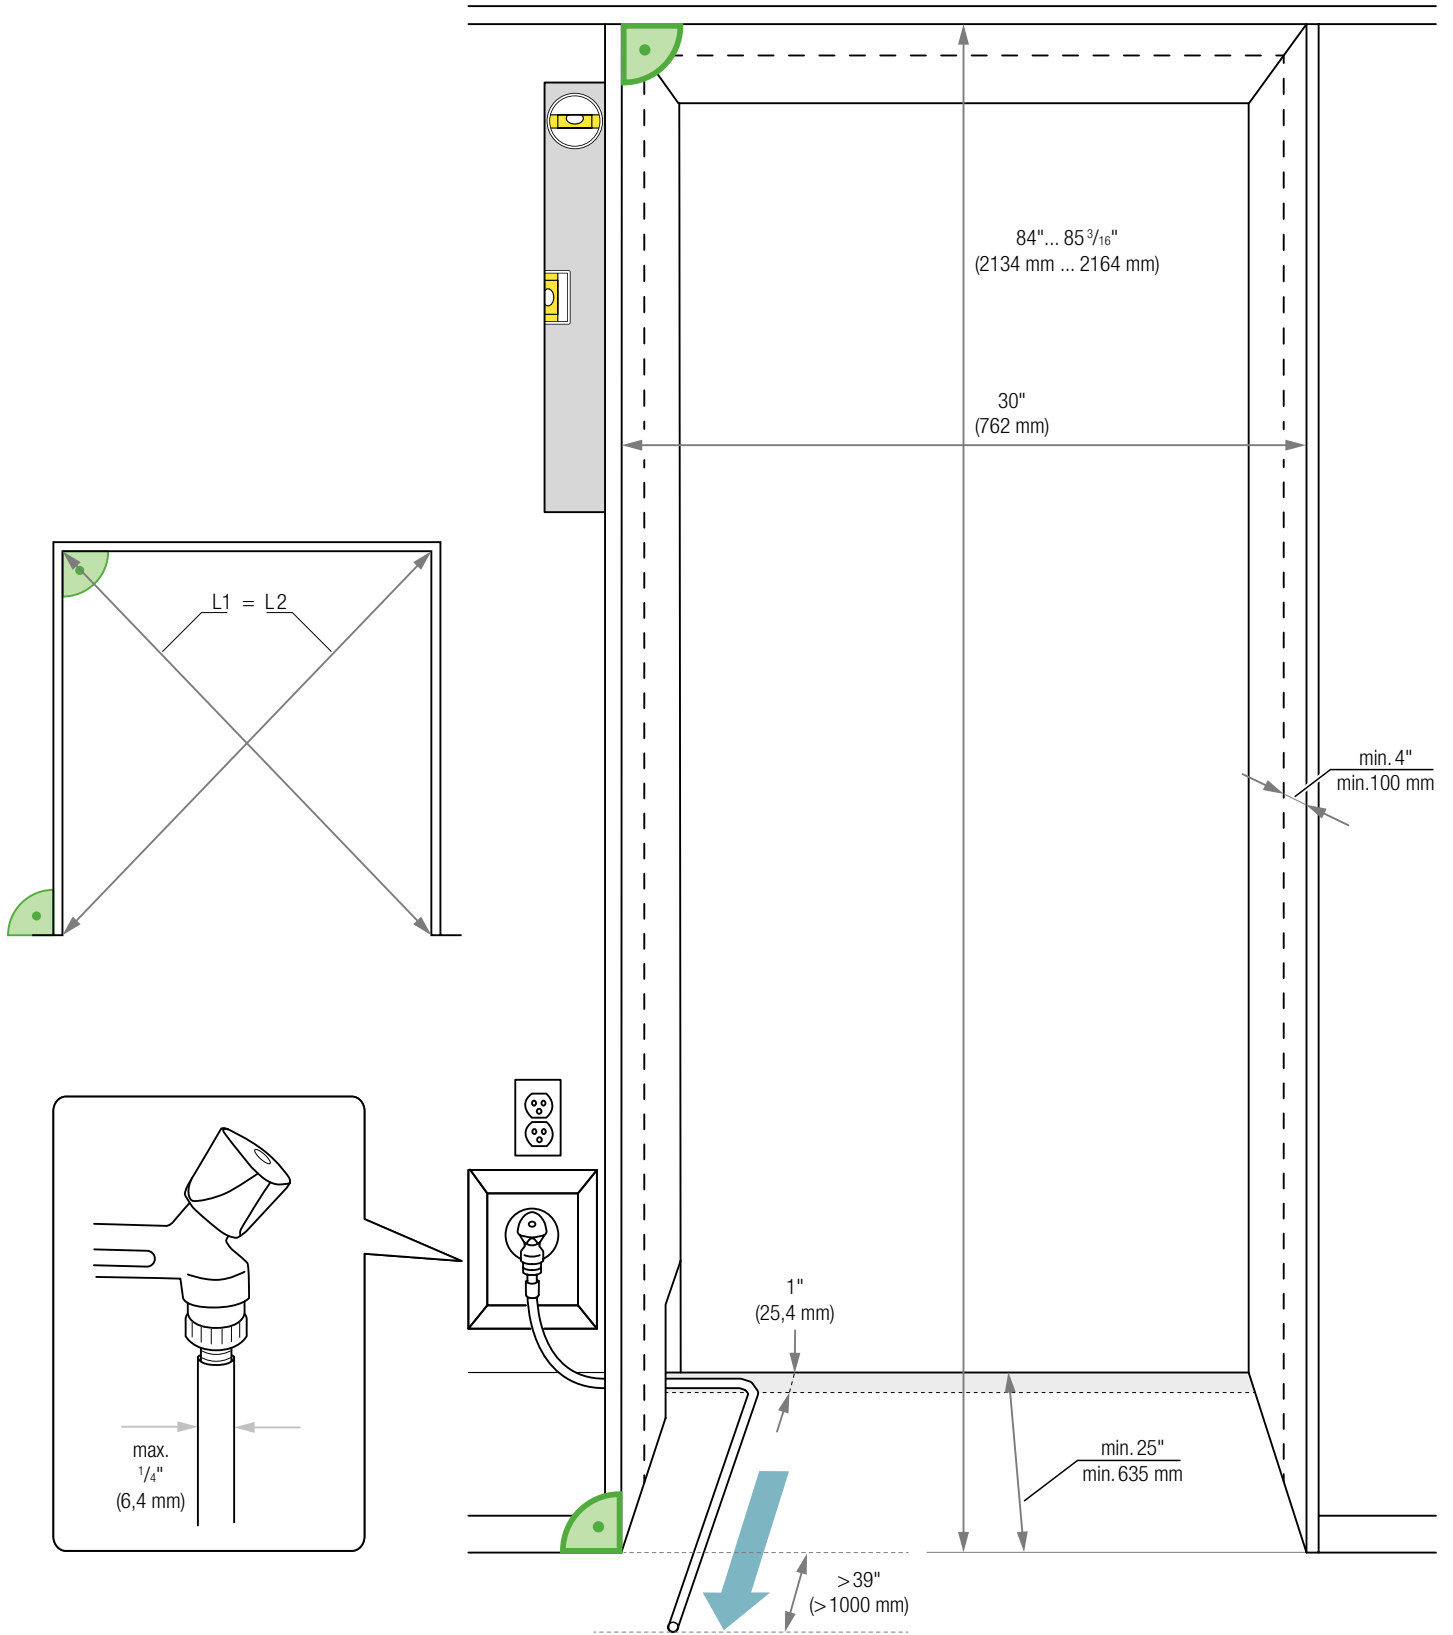 84"... 85 3/16"
(2134 mm ... 2164 mm)
30"
(762 mm)
L1 = L2
min. 4"
min.100 mm
1"
(25,4 mm)
max.
1/4"
(6,4 mm)
min. 25"
min. 635 mm
>39"
(>1000 mm)